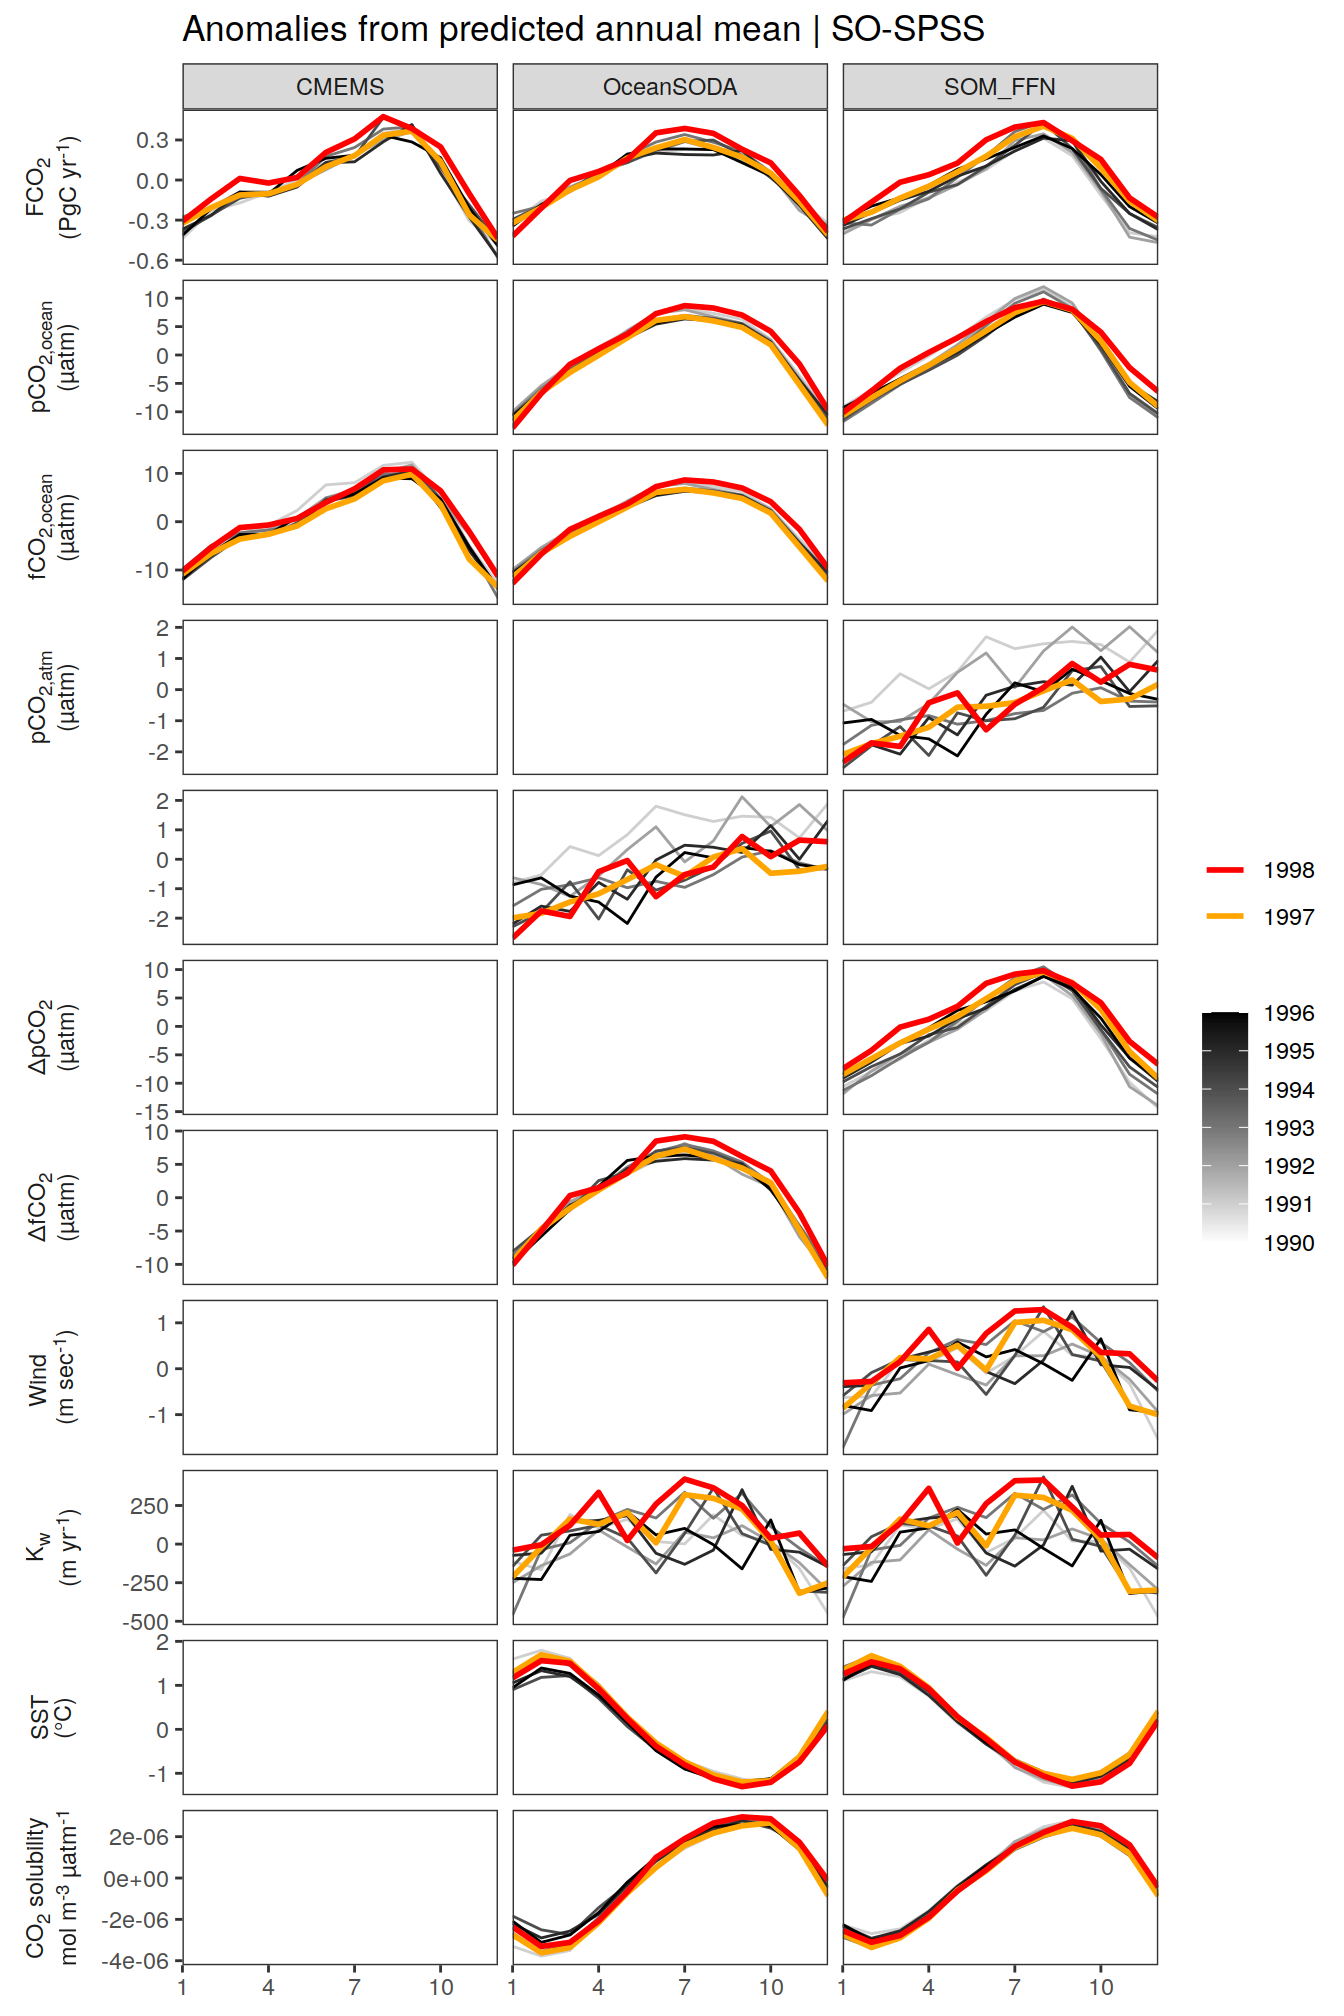 Anomalies from predicted annual mean | SO-SPSS
CMEMS
OceanSODA
SOM_FFN
FCO₂
(PgC yr⁻¹)
0.3
0.0
-0.3
-0.6
pCO₂,ocean
(µatm)
10
5
0
-5
-10
fCO₂,ocean
(µatm)
10
0
-10
pCO₂,atm
(µatm)
2
1
0
-1
-2
2
1
0
-1
-2
ΔpCO₂
(µatm)
10
5
0
-5
-10
-15
ΔfCO₂
(µatm)
10
5
0
-5
-10
Wind
(m sec⁻¹)
1
0
-1
Kw
(m yr⁻¹)
250
0
-250
-500
SST
(°C)
2
1
0
-1
CO₂ solubility
mol m⁻³ µatm⁻¹
2e-06
0e+00
-2e-06
-4e-06
1 4 7 10
1 4 7 10
1 4 7 10
1998
1997
1996
1995
1994
1993
1992
1991
1990